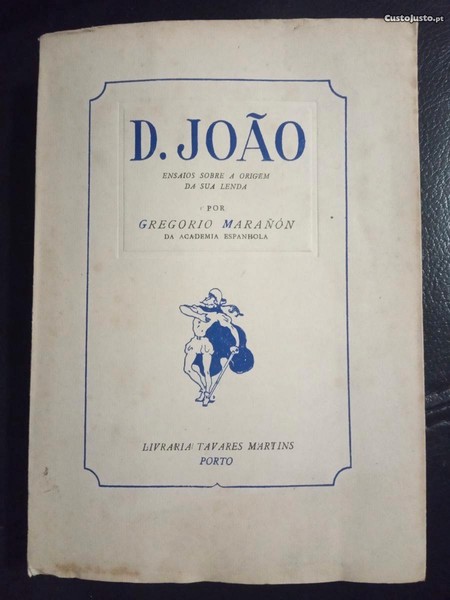 CustoJusto.pt
D. JOÃO
ENSAIOS SOBRE A ORIGEM
DA SUA LENDA
POR
GREGORIO MARAÑÓN
DA ACADEMIA ESPANHOLA
LIVRARIA TAVARES MARTINS
PORTO